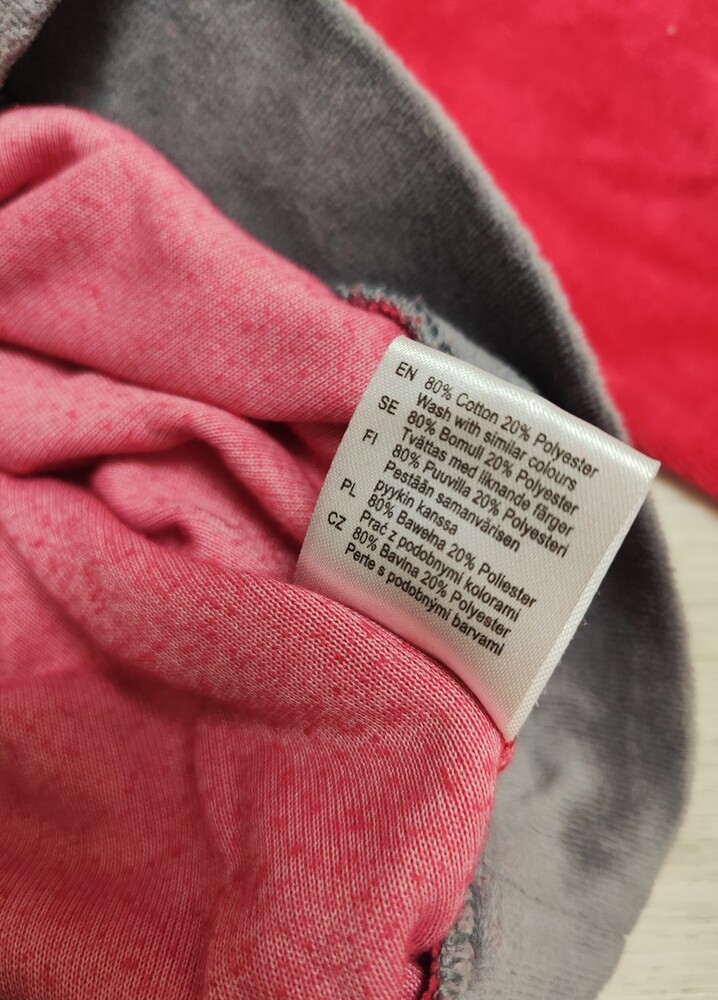 EN 80% Cotton 20% Polyester
Wash with similar colours
SE 80% Bomull 20% Polyester
Tvättas med liknande färger
FI 80% Puuvilla 20% Polyesteri
Pestään samanvärisen
pyykin kanssa
PL 80% Bawełna 20% Poliester
Prać z podobnymi kolorami
CZ 80% Bavlna 20% Polyester
Perte s podobnými barvami